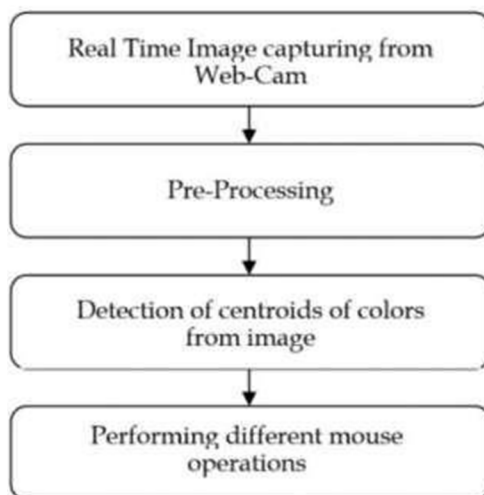 Real Time Image capturing from
Web-Cam
Pre-Processing
Detection of centroids of colors
from image
Performing different mouse
operations